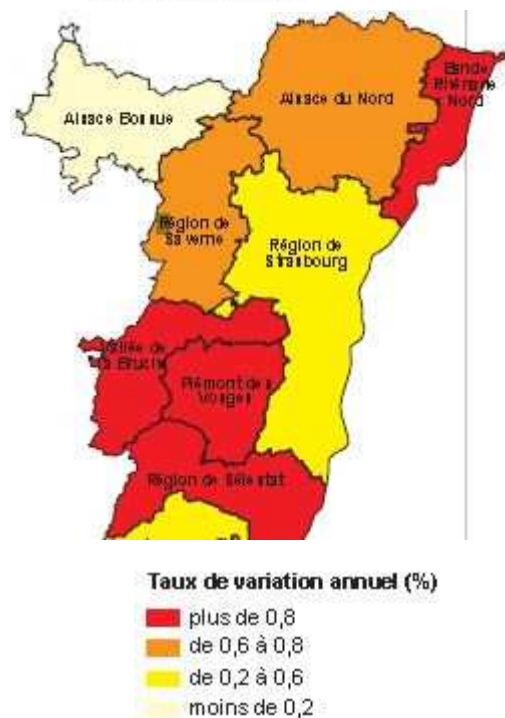 Bande
Rhénane
Nord
Alsace du Nord
Alsace Bossue
Région de
Saverne
Région de
Strasbourg
Vallée de
la Bruche
Piémont des
Vosges
Région de Sélestat
Taux de variation annuel (%)
plus de 0,8
de 0,6 à 0,8
de 0,2 à 0,6
moins de 0,2